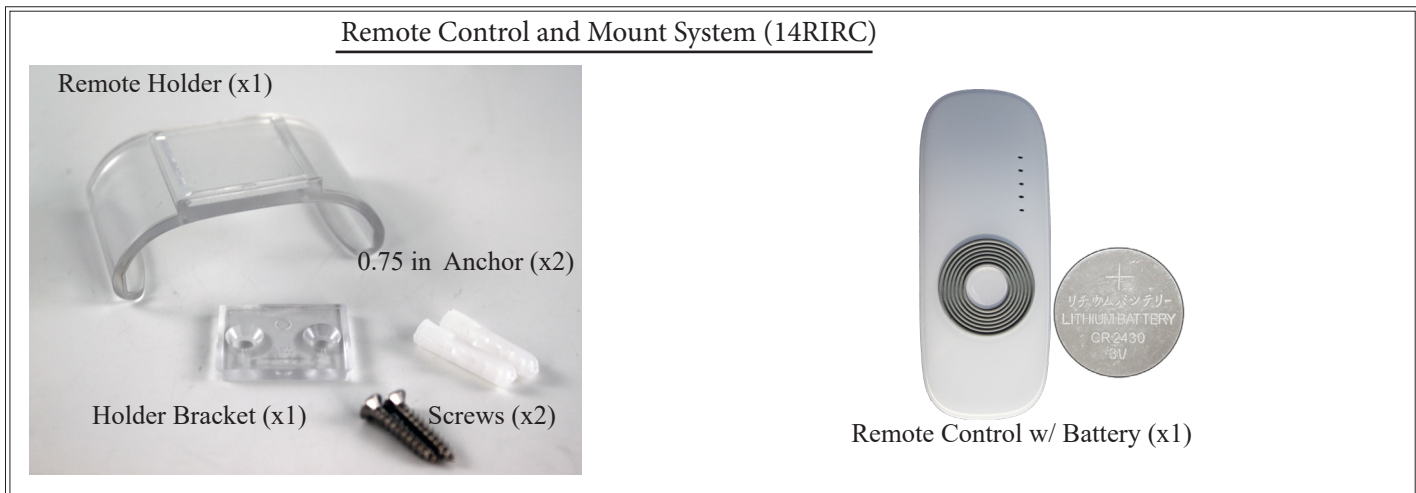 Remote Control and Mount System (14RIRC)
Remote Holder (x1)
0.75 in Anchor (x2)
Holder Bracket (x1)
Screws (x2)
リチウムバッテリー
LITHIUM BATTERY
CR2430
3V
Remote Control w/ Battery (x1)